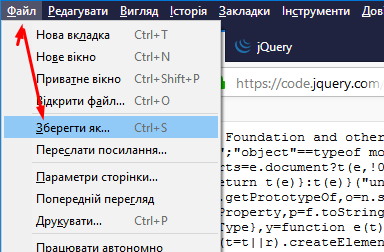 Файл Редагувати Вигляд Історія Закладки Інструменти
Нова вкладка Ctrl+T
Нове вікно Ctrl+N
Приватне вікно Ctrl+Shift+P
Відкрити файл... Ctrl+O
Зберегти як... Ctrl+S
Переслати посилання...
Параметри сторінки...
Попередній перегляд
Друкувати... Ctrl+P
Працювати автономно
jQuery
https://code.jquery.com
Foundation and other
";"object"==typeof mo
ts=e.document?t(e,!0
eturn t(e)}:t(e)}("un
.getPrototypeOf,o=n.s
Property,p=f.toString
Type},y=function e(t)
(t=t||r).createElemen